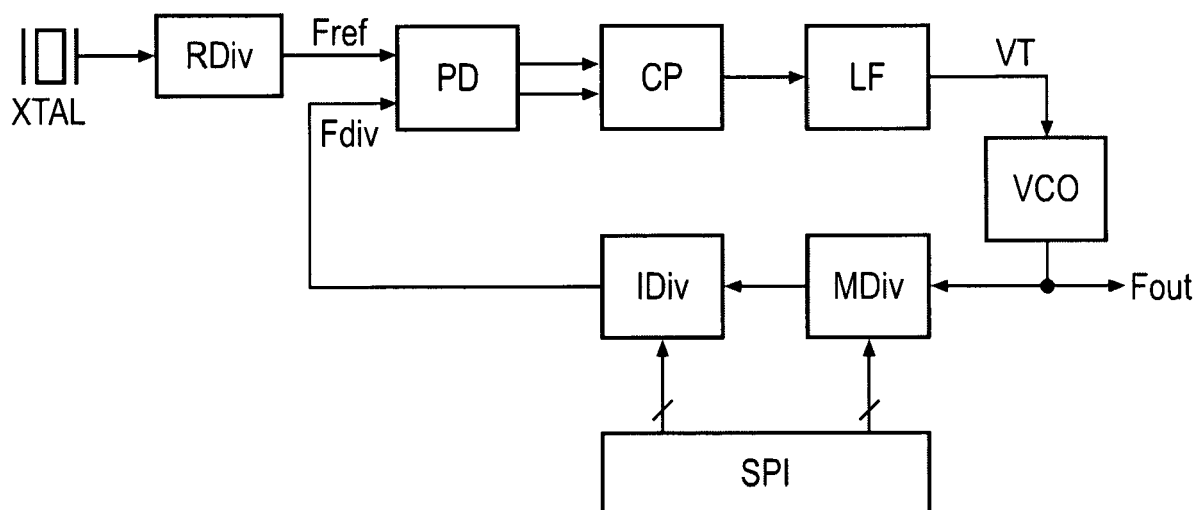 XTAL
RDiv
Fref
Fdiv
PD
CP
LF
VT
VCO
IDiv
MDiv
Fout
SPI